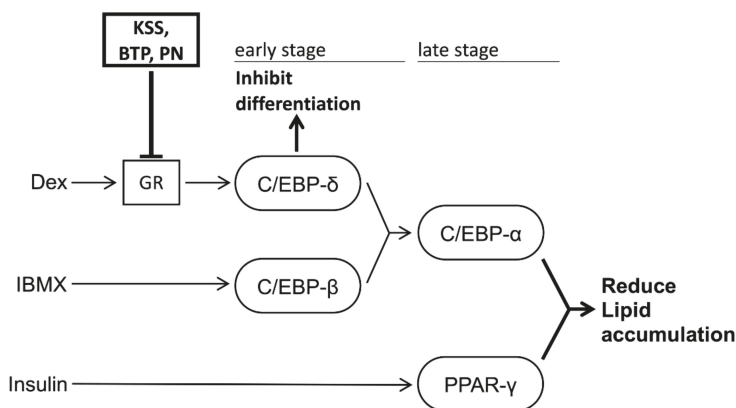 KSS,
BTP, PN
early stage
late stage
Inhibit
differentiation
Dex
GR
C/EBP-δ
C/EBP-α
IBMX
C/EBP-β
Reduce
Lipid
accumulation
Insulin
PPAR-γ